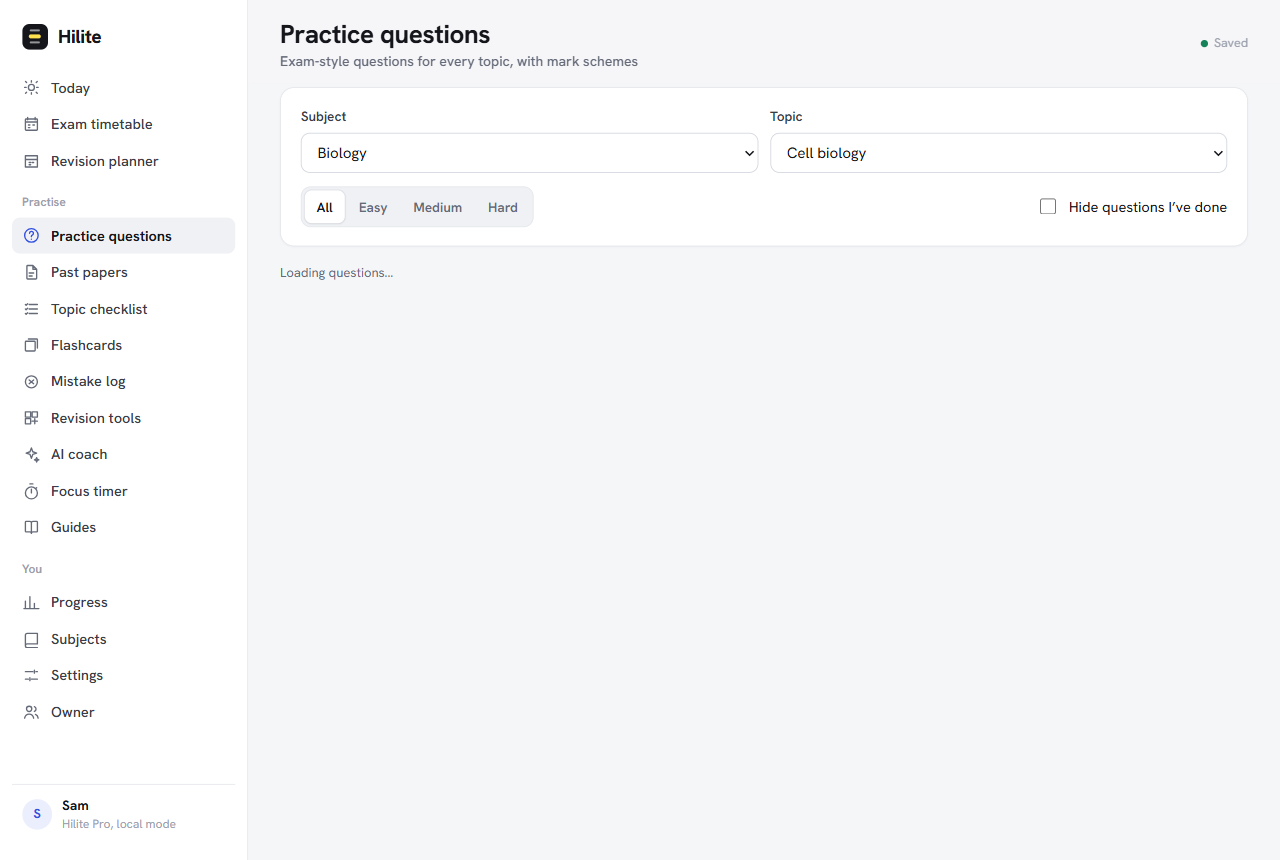 Hilite
Today
Exam timetable
Revision planner
Practise
Practice questions
Past papers
Topic checklist
Flashcards
Mistake log
Revision tools
AI coach
Focus timer
Guides
You
Progress
Subjects
Settings
Owner
S
Sam
Hilite Pro, local mode
Practice questions
Exam-style questions for every topic, with mark schemes
Saved
Subject
Topic
Biology
Cell biology
All Easy Medium Hard
Hide questions I’ve done
Loading questions…